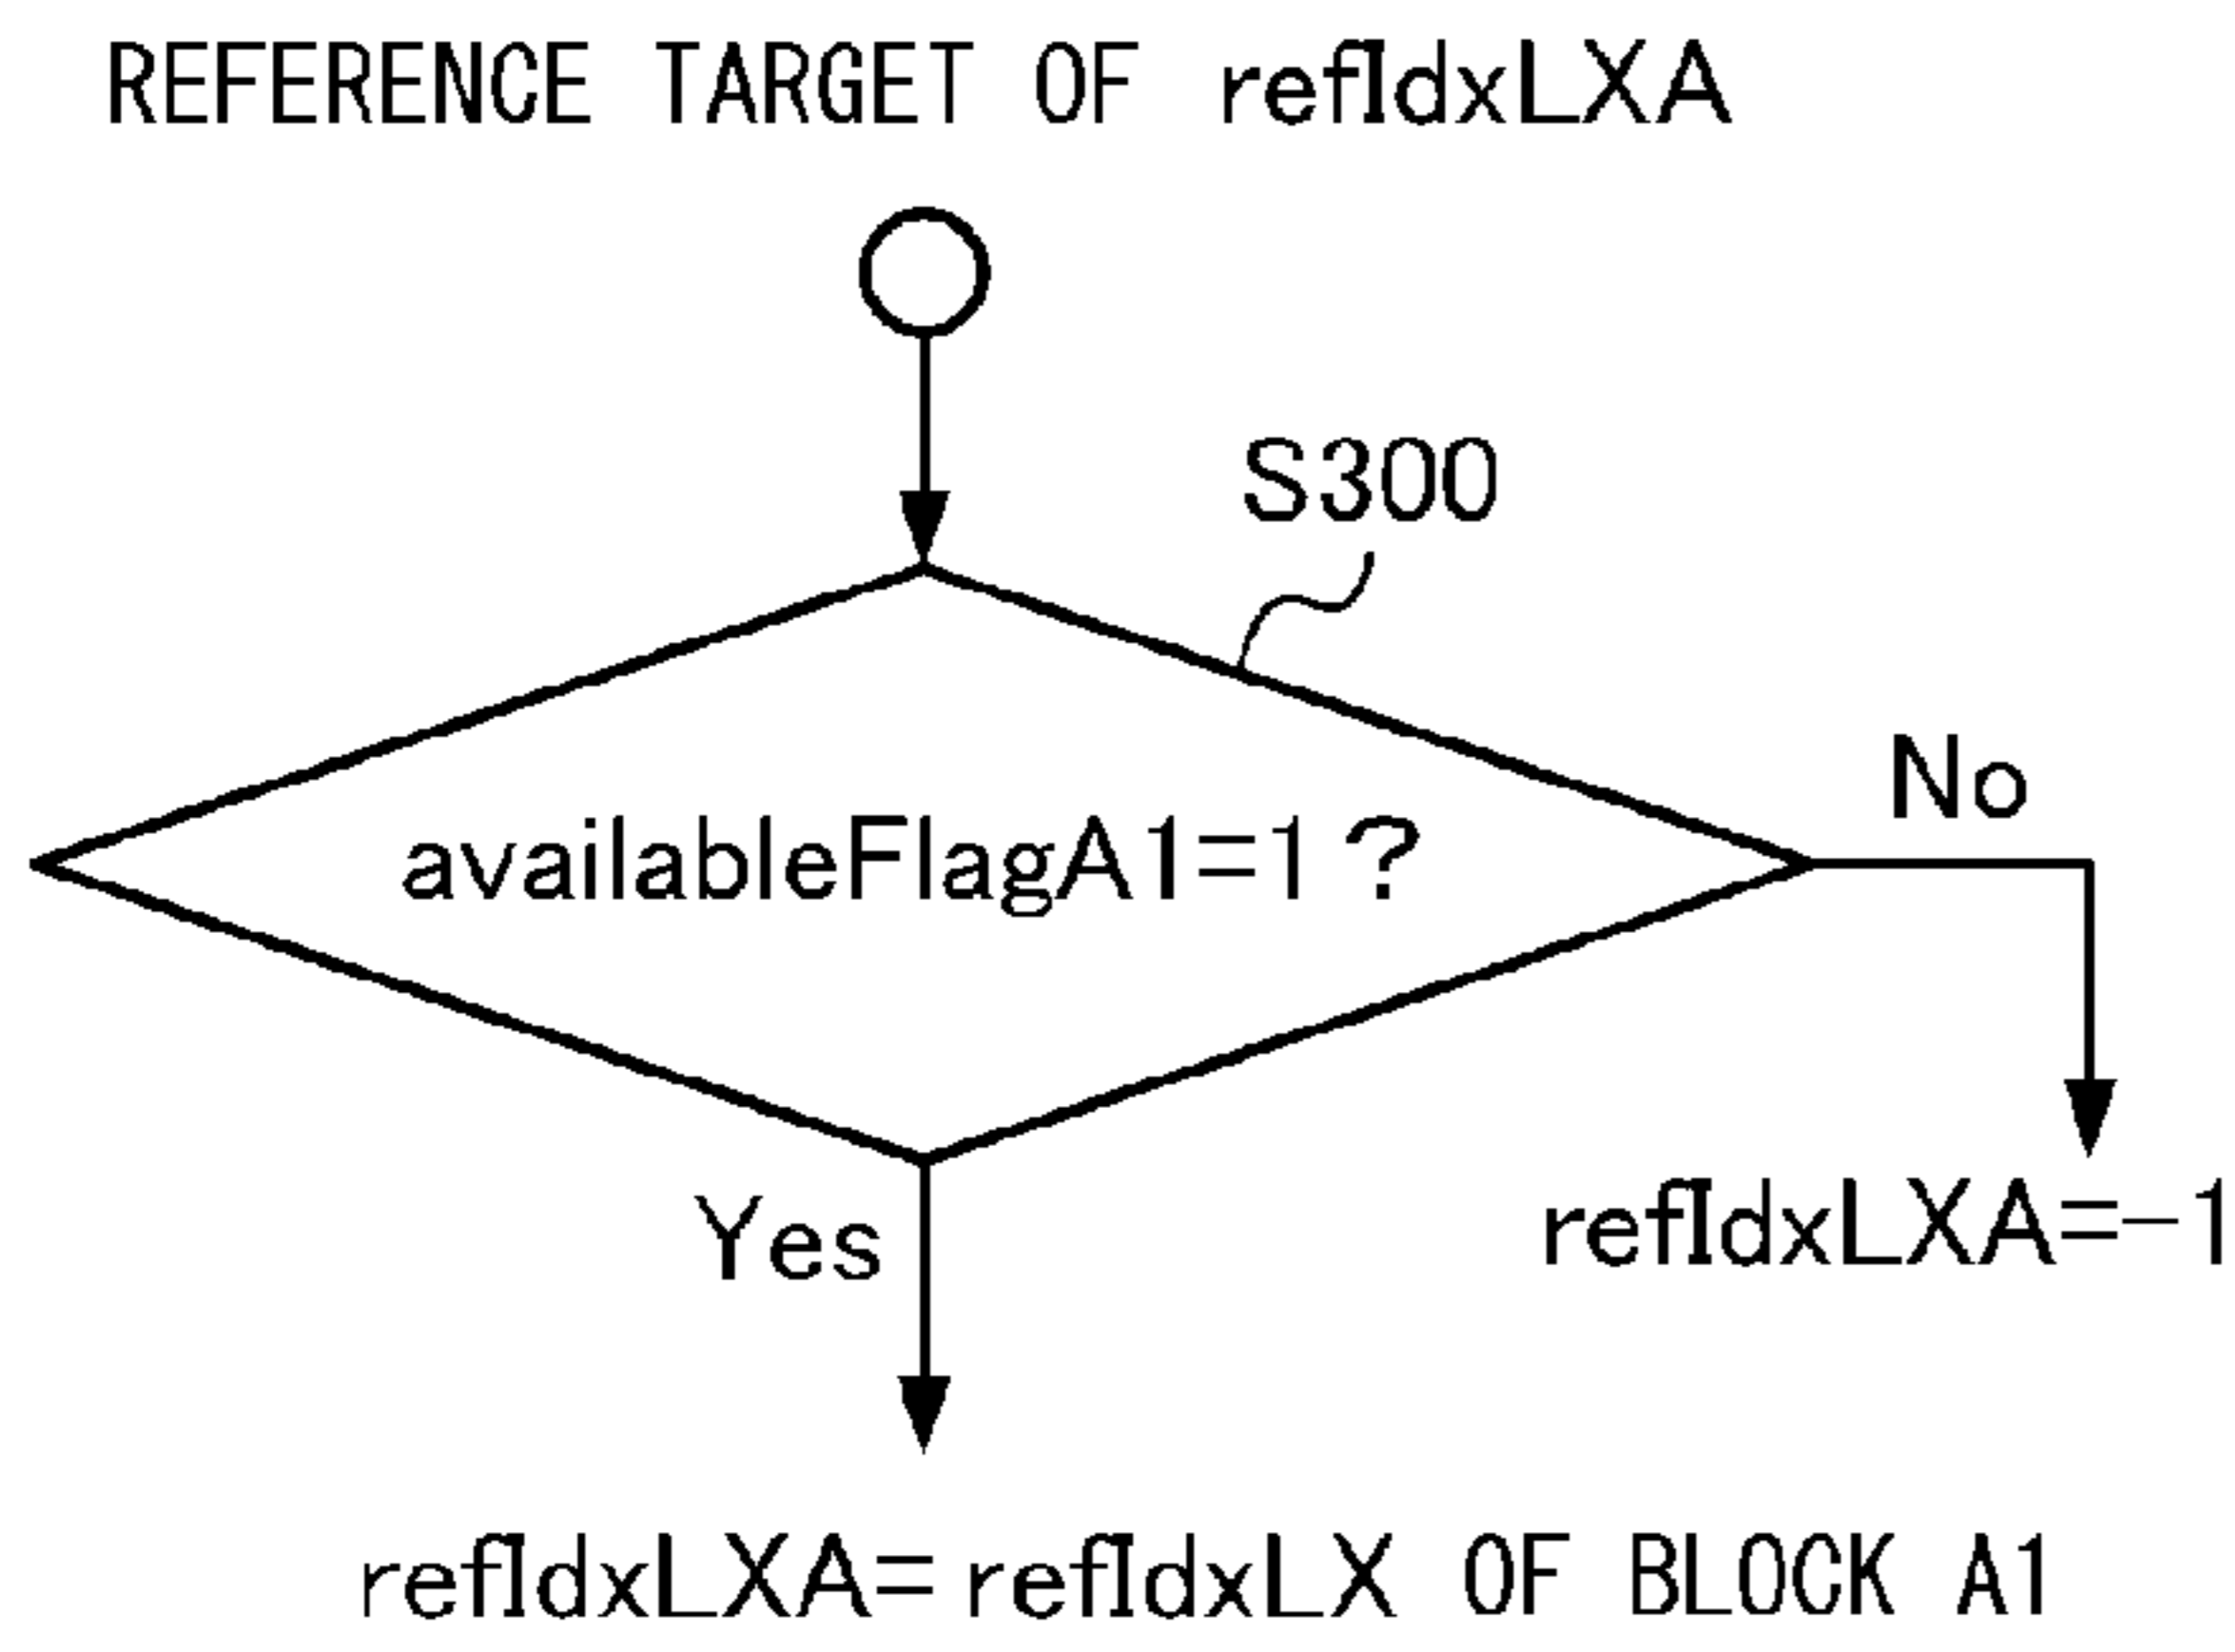 REFERENCE TARGET OF refIdxLXA
S300
No
availableFlagA1=1?
refIdxLXA=-1
Yes
refIdxLXA= refIdxLX OF BLOCK A1